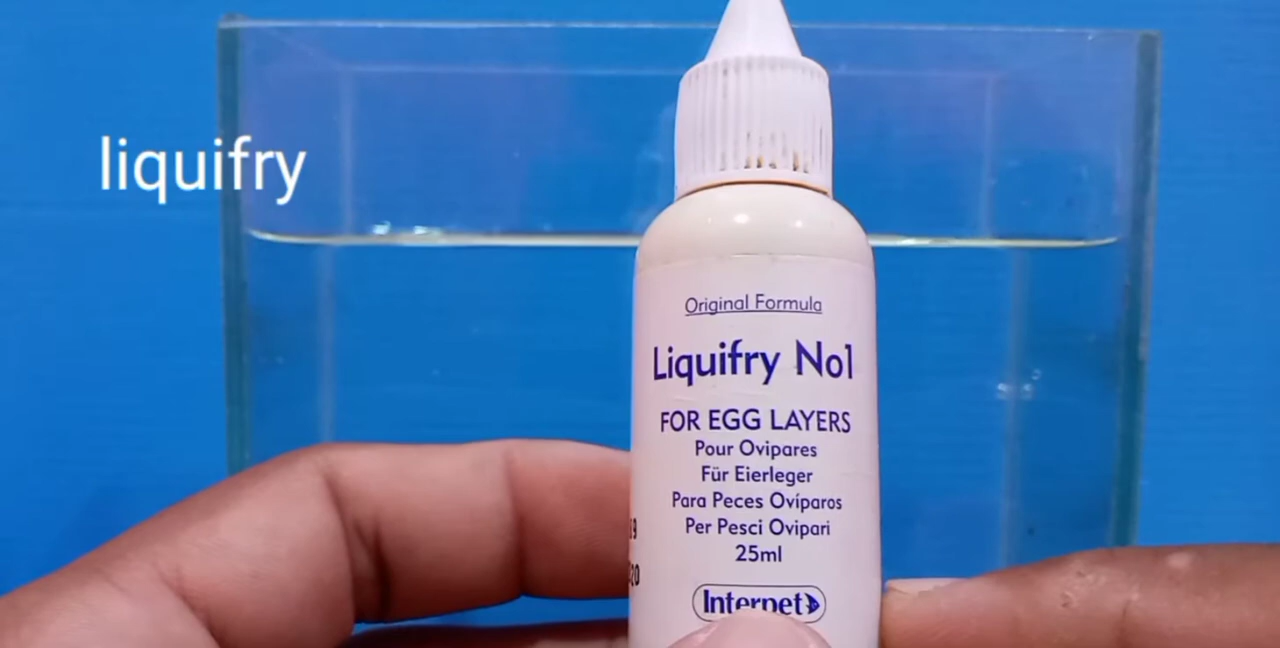 liquifry
Original Formula
Liquifry No1
FOR EGG LAYERS
Pour Ovipares
Für Eierleger
Para Peces Ovíparos
Per Pesci Ovipari
25ml
Interpet